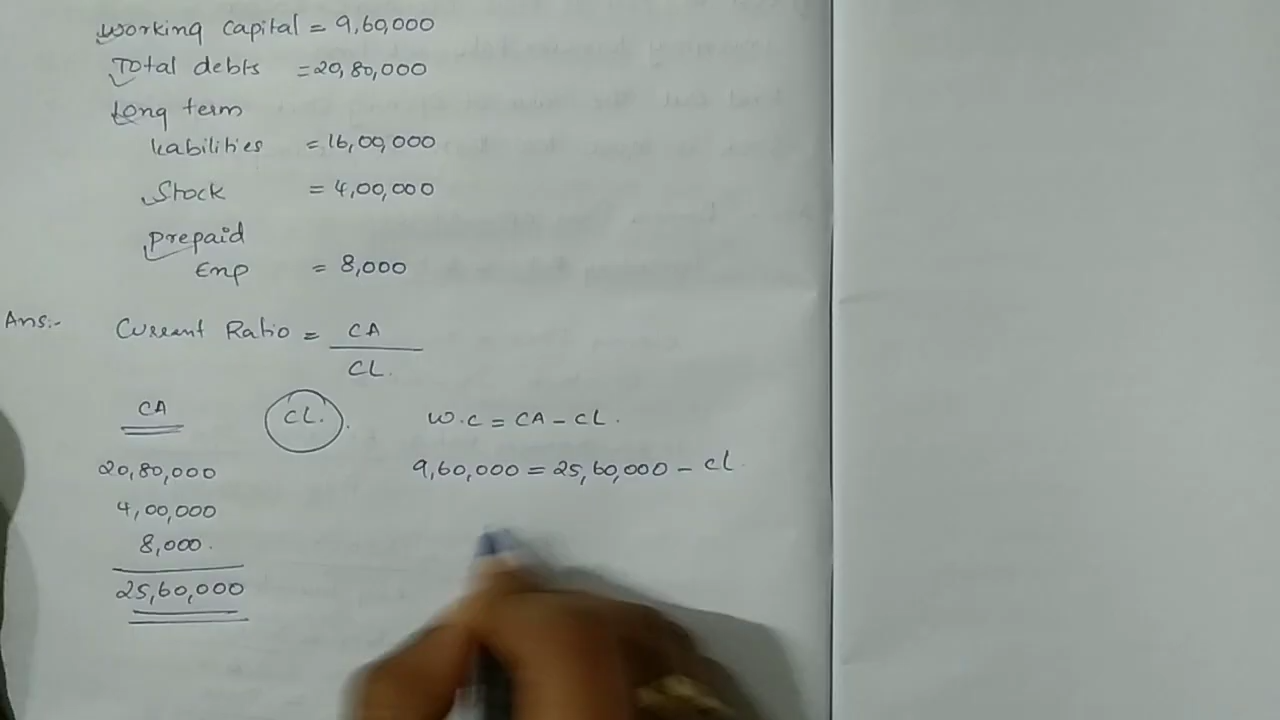 Working Capital = 9,60,000
Total debts = 20,80,000
Long term
liabilities = 16,00,000
Stock = 4,00,000
Prepaid
Enp = 8,000
Ans:- Current Ratio = CA
CL.
CA CL. W.C = CA - CL.
20,80,000 9,60,000 = 25,60,000 - CL.
4,00,000
8,000.
25,60,000